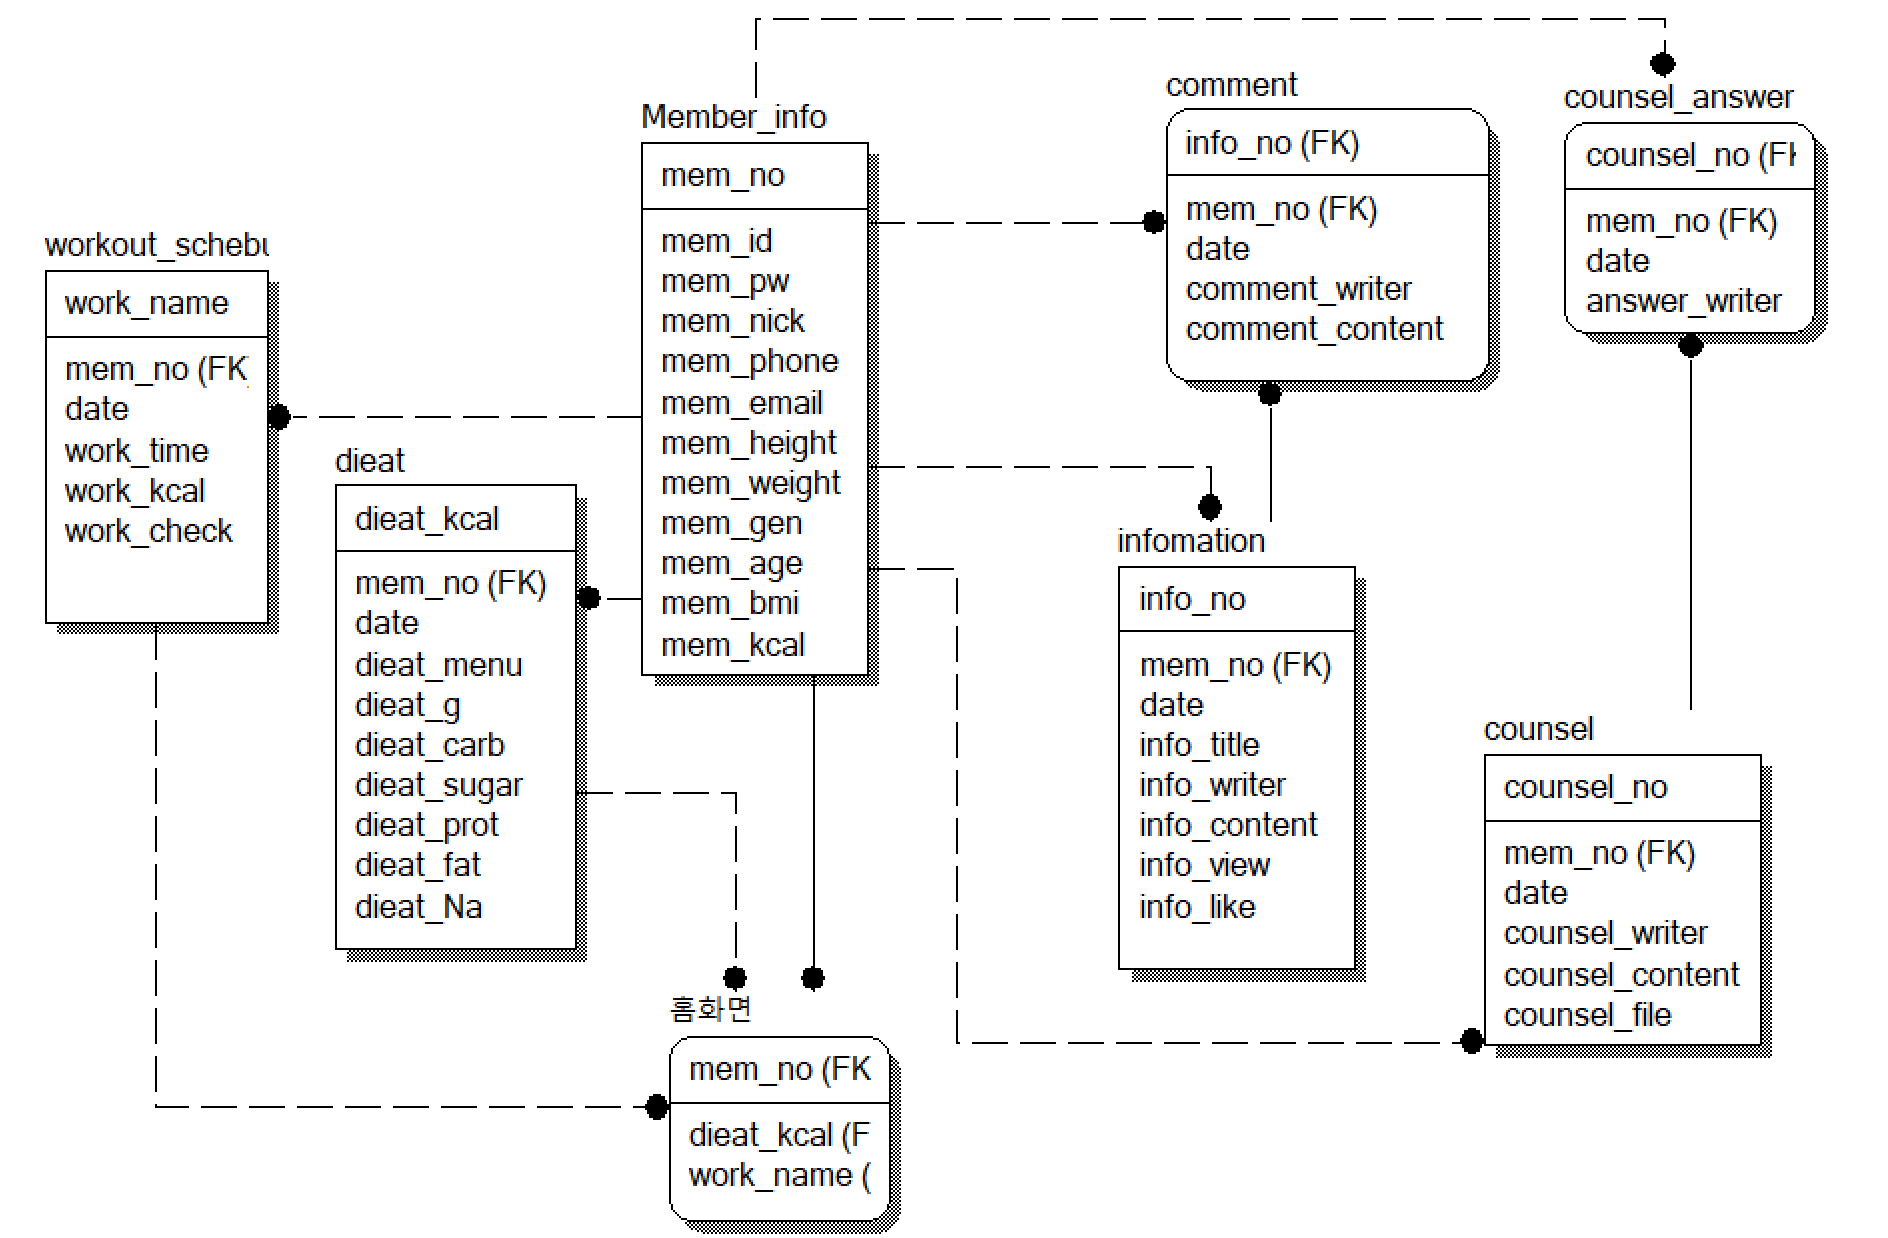 comment
counsel_answer
Member_info
info_no (FK)
counsel_no (FK
mem_no
mem_no (FK)
date
comment_writer
comment_content
mem_no (FK)
date
answer_writer
mem_id
mem_pw
mem_nick
mem_phone
mem_email
mem_height
mem_weight
mem_gen
mem_age
mem_bmi
mem_kcal
workout_schebu
work_name
mem_no (FK
date
work_time
work_kcal
work_check
dieat
dieat_kcal
mem_no (FK)
date
dieat_menu
dieat_g
dieat_carb
dieat_sugar
dieat_prot
dieat_fat
dieat_Na
infomation
info_no
mem_no (FK)
date
info_title
info_writer
info_content
info_view
info_like
counsel
counsel_no
mem_no (FK)
date
counsel_writer
counsel_content
counsel_file
홈화면
mem_no (FK
dieat_kcal (F
work_name (